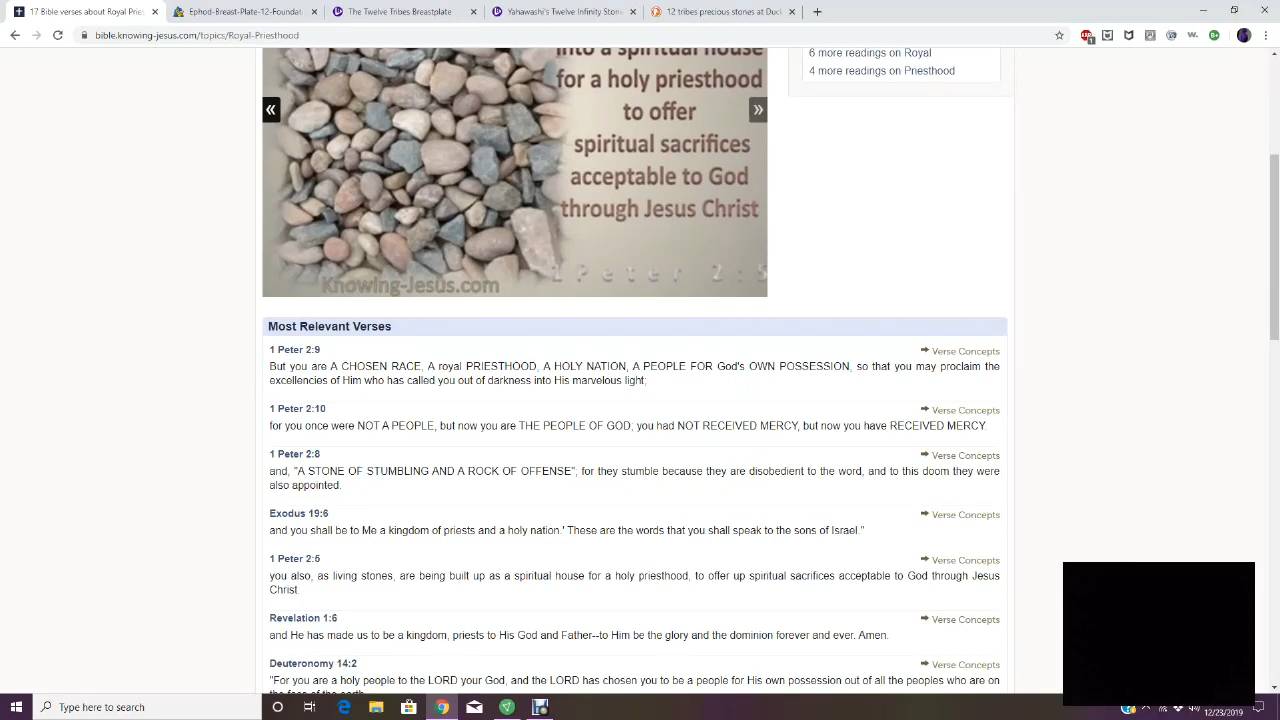 17 Bible verses about Royal Pries
Ephod-Breast-Plate-12-Foundat
The Twelve Tribes Breastplate
Yahawashi's Twelve Stones
12 tribes precious stones at Duck
bible.knowing-jesus.com/topics/Royal-Priesthood
into a spiritual house
for a holy priesthood
to offer
spiritual sacrifices
acceptable to God
through Jesus Christ
1 Peter 2:5
Knowing-Jesus.com
6 more readings on Royal
4 more readings on Priesthood
Most Relevant Verses
1 Peter 2:9
Verse Concepts
But you are A CHOSEN RACE, A royal PRIESTHOOD, A HOLY NATION, A PEOPLE FOR God's OWN POSSESSION, so that you may proclaim the
excellencies of Him who has called you out of darkness into His marvelous light;
1 Peter 2:10
Verse Concepts
for you once were NOT A PEOPLE, but now you are THE PEOPLE OF GOD; you had NOT RECEIVED MERCY, but now you have RECEIVED MERCY.
1 Peter 2:8
Verse Concepts
and, "A STONE OF STUMBLING AND A ROCK OF OFFENSE"; for they stumble because they are disobedient to the word, and to this doom they were
also appointed.
Exodus 19:6
Verse Concepts
and you shall be to Me a kingdom of priests and a holy nation.' These are the words that you shall speak to the sons of Israel."
1 Peter 2:5
Verse Concepts
you also, as living stones, are being built up as a spiritual house for a holy priesthood, to offer up spiritual sacrifices acceptable to God through Jesus
Christ.
Revelation 1:6
Verse Concepts
and He has made us to be a kingdom, priests to His God and Father--to Him be the glory and the dominion forever and ever. Amen.
Deuteronomy 14:2
Verse Concepts
"For you are a holy people to the LORD your God, and the LORD has chosen you to be a people for His own possession out of all the peoples who are on
the face of the earth.
Type here to search
12/23/2019